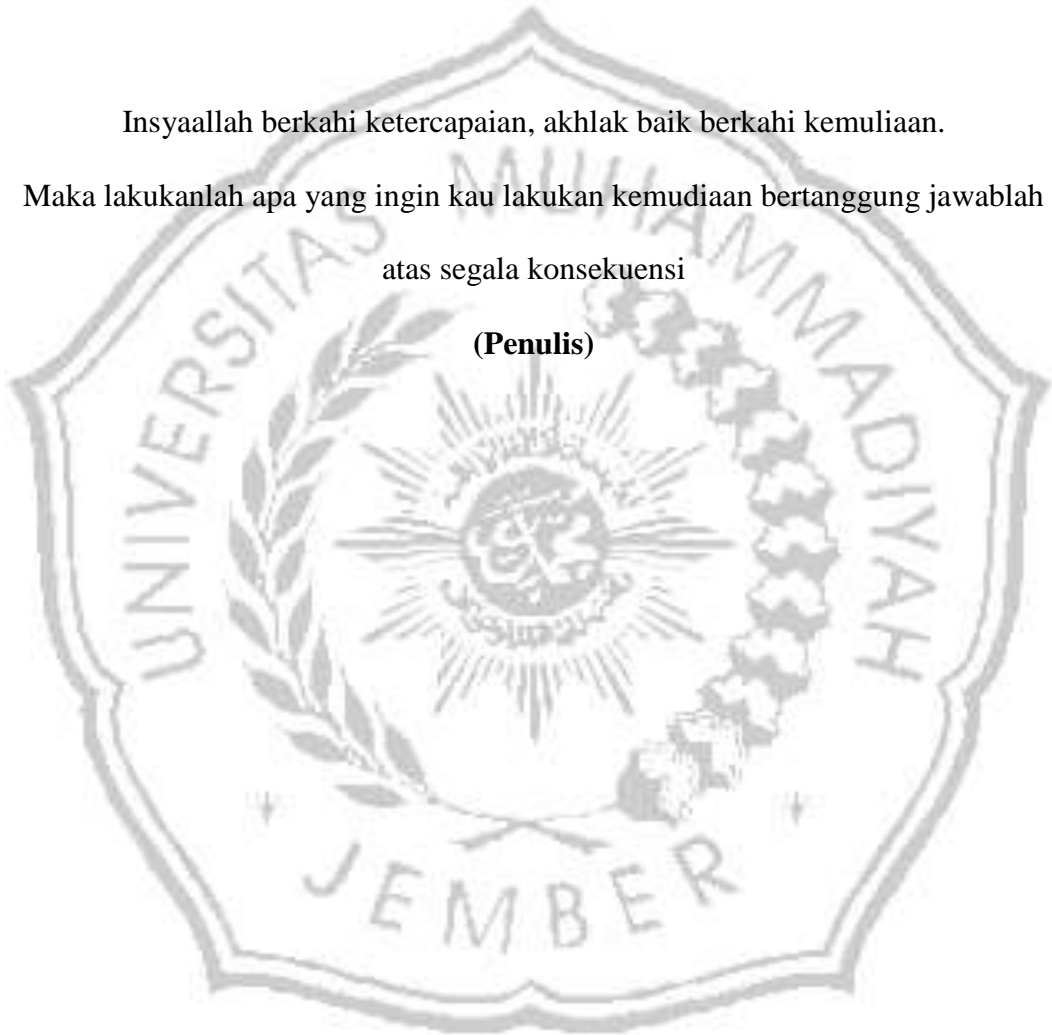 Insyaallah berkahi ketercapaian, akhlak baik berkahi kemuliaan.
Maka lakukanlah apa yang ingin kau lakukan kemudiaan bertanggung jawablah
atas segala konsekuensi
(Penulis)
UNIVERSITAS MUHAMMADIYAH
JEMBER